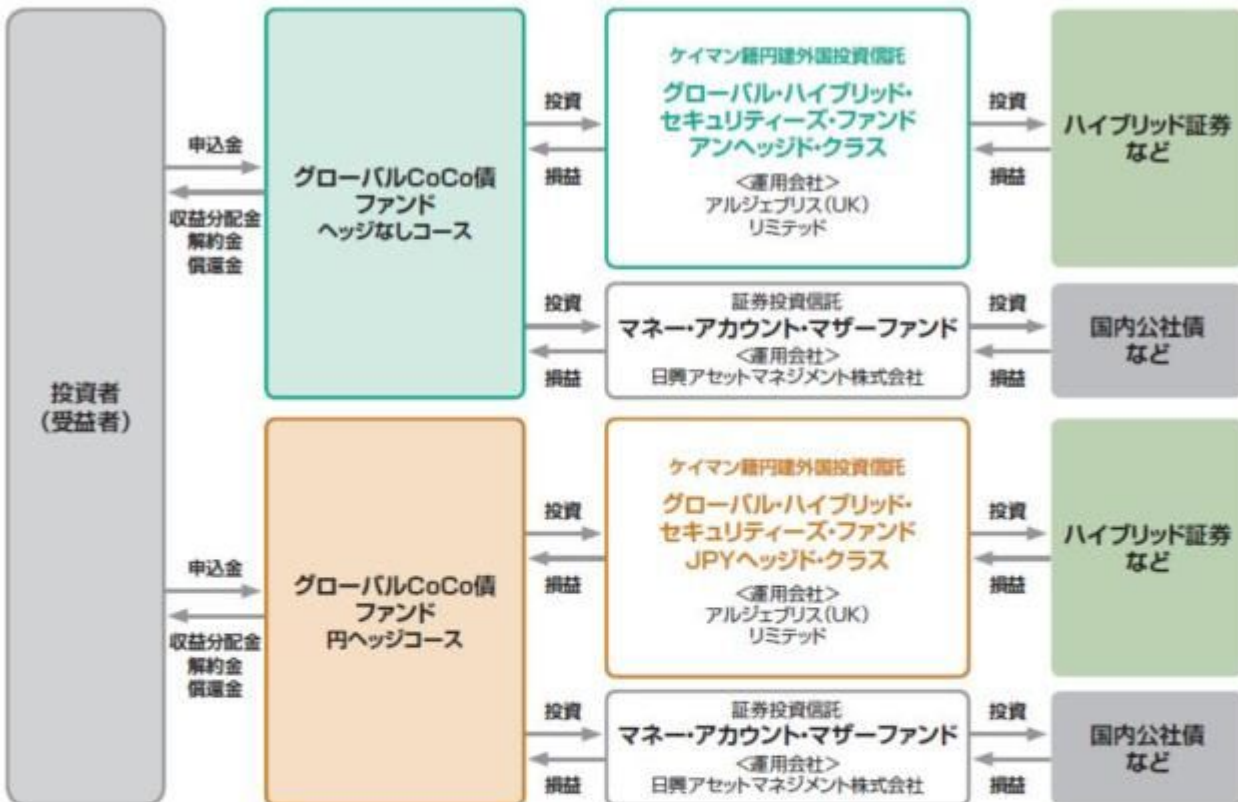 投資者
(受益者)
申込金
収益分配金
解約金
償還金
グローバルCoCo債
ファンド
ヘッジなしコース
投資
損益
ケイマン籍円建外国投資信託
グローバル・ハイブリッド・
セキュリティーズ・ファンド
アンヘッジド・クラス
<運用会社>
アルジェブリス(UK)
リミテッド
投資
損益
ハイブリッド証券
など
投資
損益
証券投資信託
マネー・アカウント・マザーファンド
<運用会社>
日興アセットマネジメント株式会社
投資
損益
国内公社債
など
申込金
収益分配金
解約金
償還金
グローバルCoCo債
ファンド
円ヘッジコース
投資
損益
ケイマン籍円建外国投資信託
グローバル・ハイブリッド・
セキュリティーズ・ファンド
JPYヘッジド・クラス
<運用会社>
アルジェブリス(UK)
リミテッド
投資
損益
ハイブリッド証券
など
投資
損益
証券投資信託
マネー・アカウント・マザーファンド
<運用会社>
日興アセットマネジメント株式会社
投資
損益
国内公社債
など